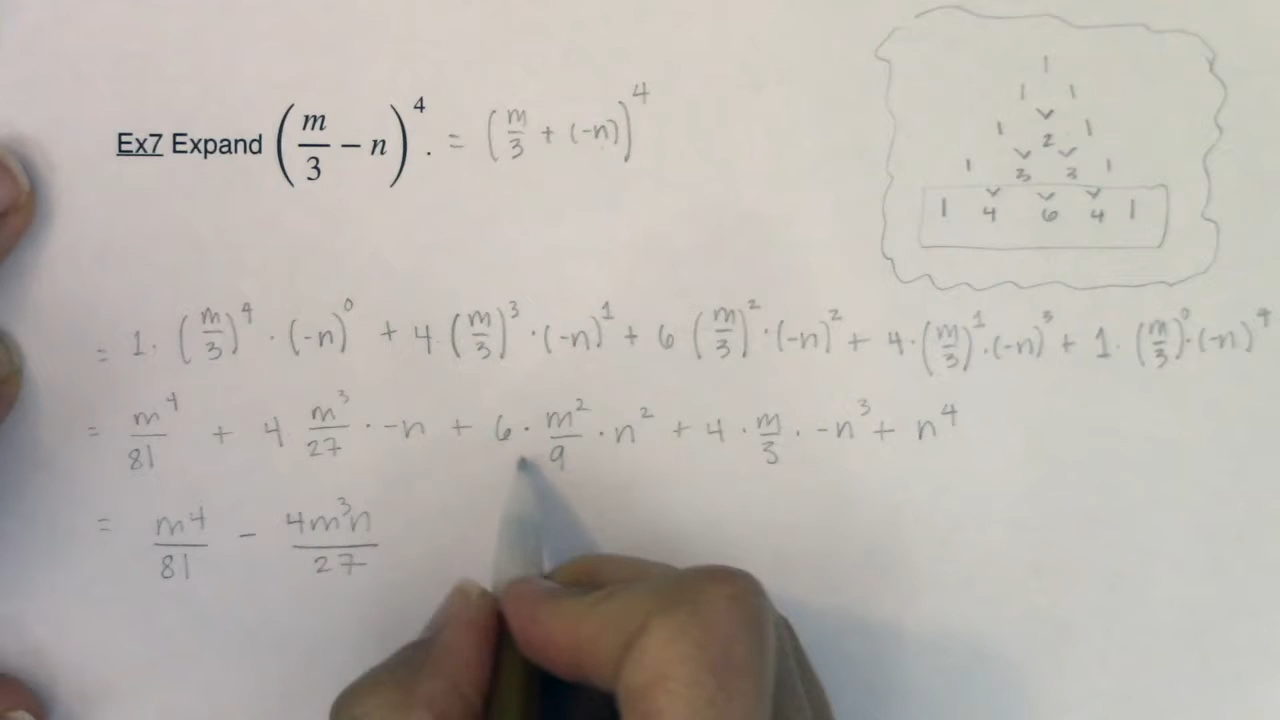 Ex7 Expand (m/3 − n)^4. = (m/3 + (-n))^4
1
1 1
1 2 1
1 3 3 1
1 4 6 4 1
= 1 · (m/3)^4 · (-n)^0 + 4 · (m/3)^3 · (-n)^1 + 6 (m/3)^2 · (-n)^2 + 4 · (m/3)^1 · (-n)^3 + 1 · (m/3)^0 · (-n)^4
= m^4/81 + 4 · m^3/27 · -n + 6 · m^2/9 · n^2 + 4 · m/3 · -n^3 + n^4
= m^4/81 - 4m^3n/27